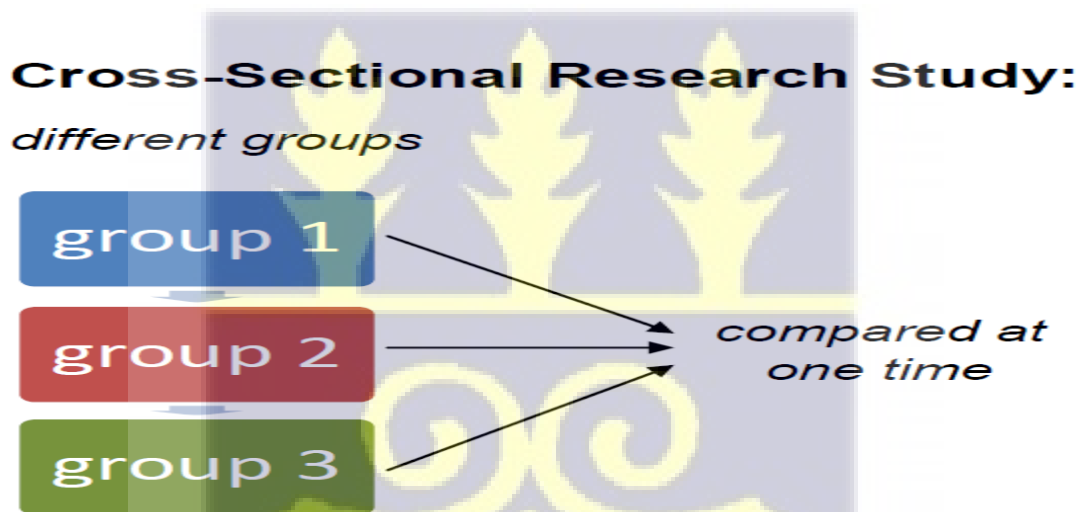 Cross-Sectional Research Study:
different groups
group 1
group 2
group 3
compared at
one time